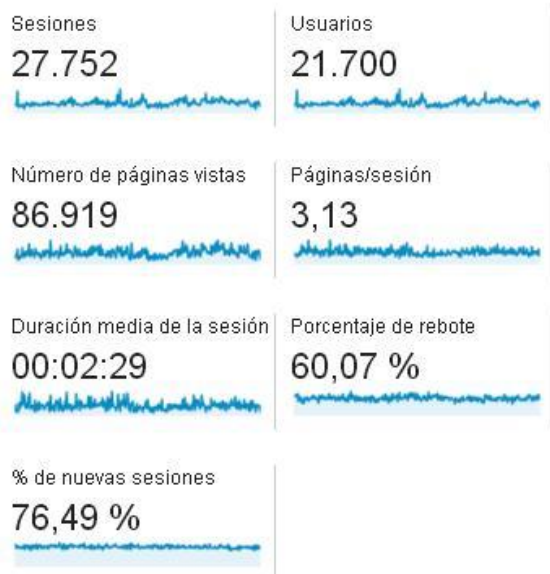 Sesiones
27.752
Usuarios
21.700
Número de páginas vistas
86.919
Páginas/sesión
3,13
Duración media de la sesión
00:02:29
Porcentaje de rebote
60,07 %
% de nuevas sesiones
76,49 %